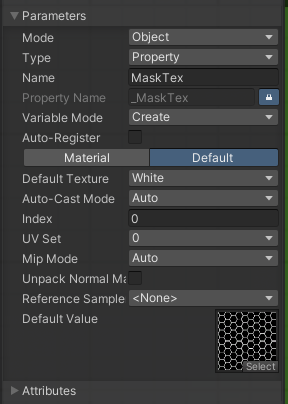 Parameters
Mode Object
Type Property
Name MaskTex
Property Name _MaskTex
Variable Mode Create
Auto-Register
Material Default
Default Texture White
Auto-Cast Mode Auto
Index 0
UV Set 0
Mip Mode Auto
Unpack Normal Ma
Reference Sample <None>
Default Value
Select
Attributes